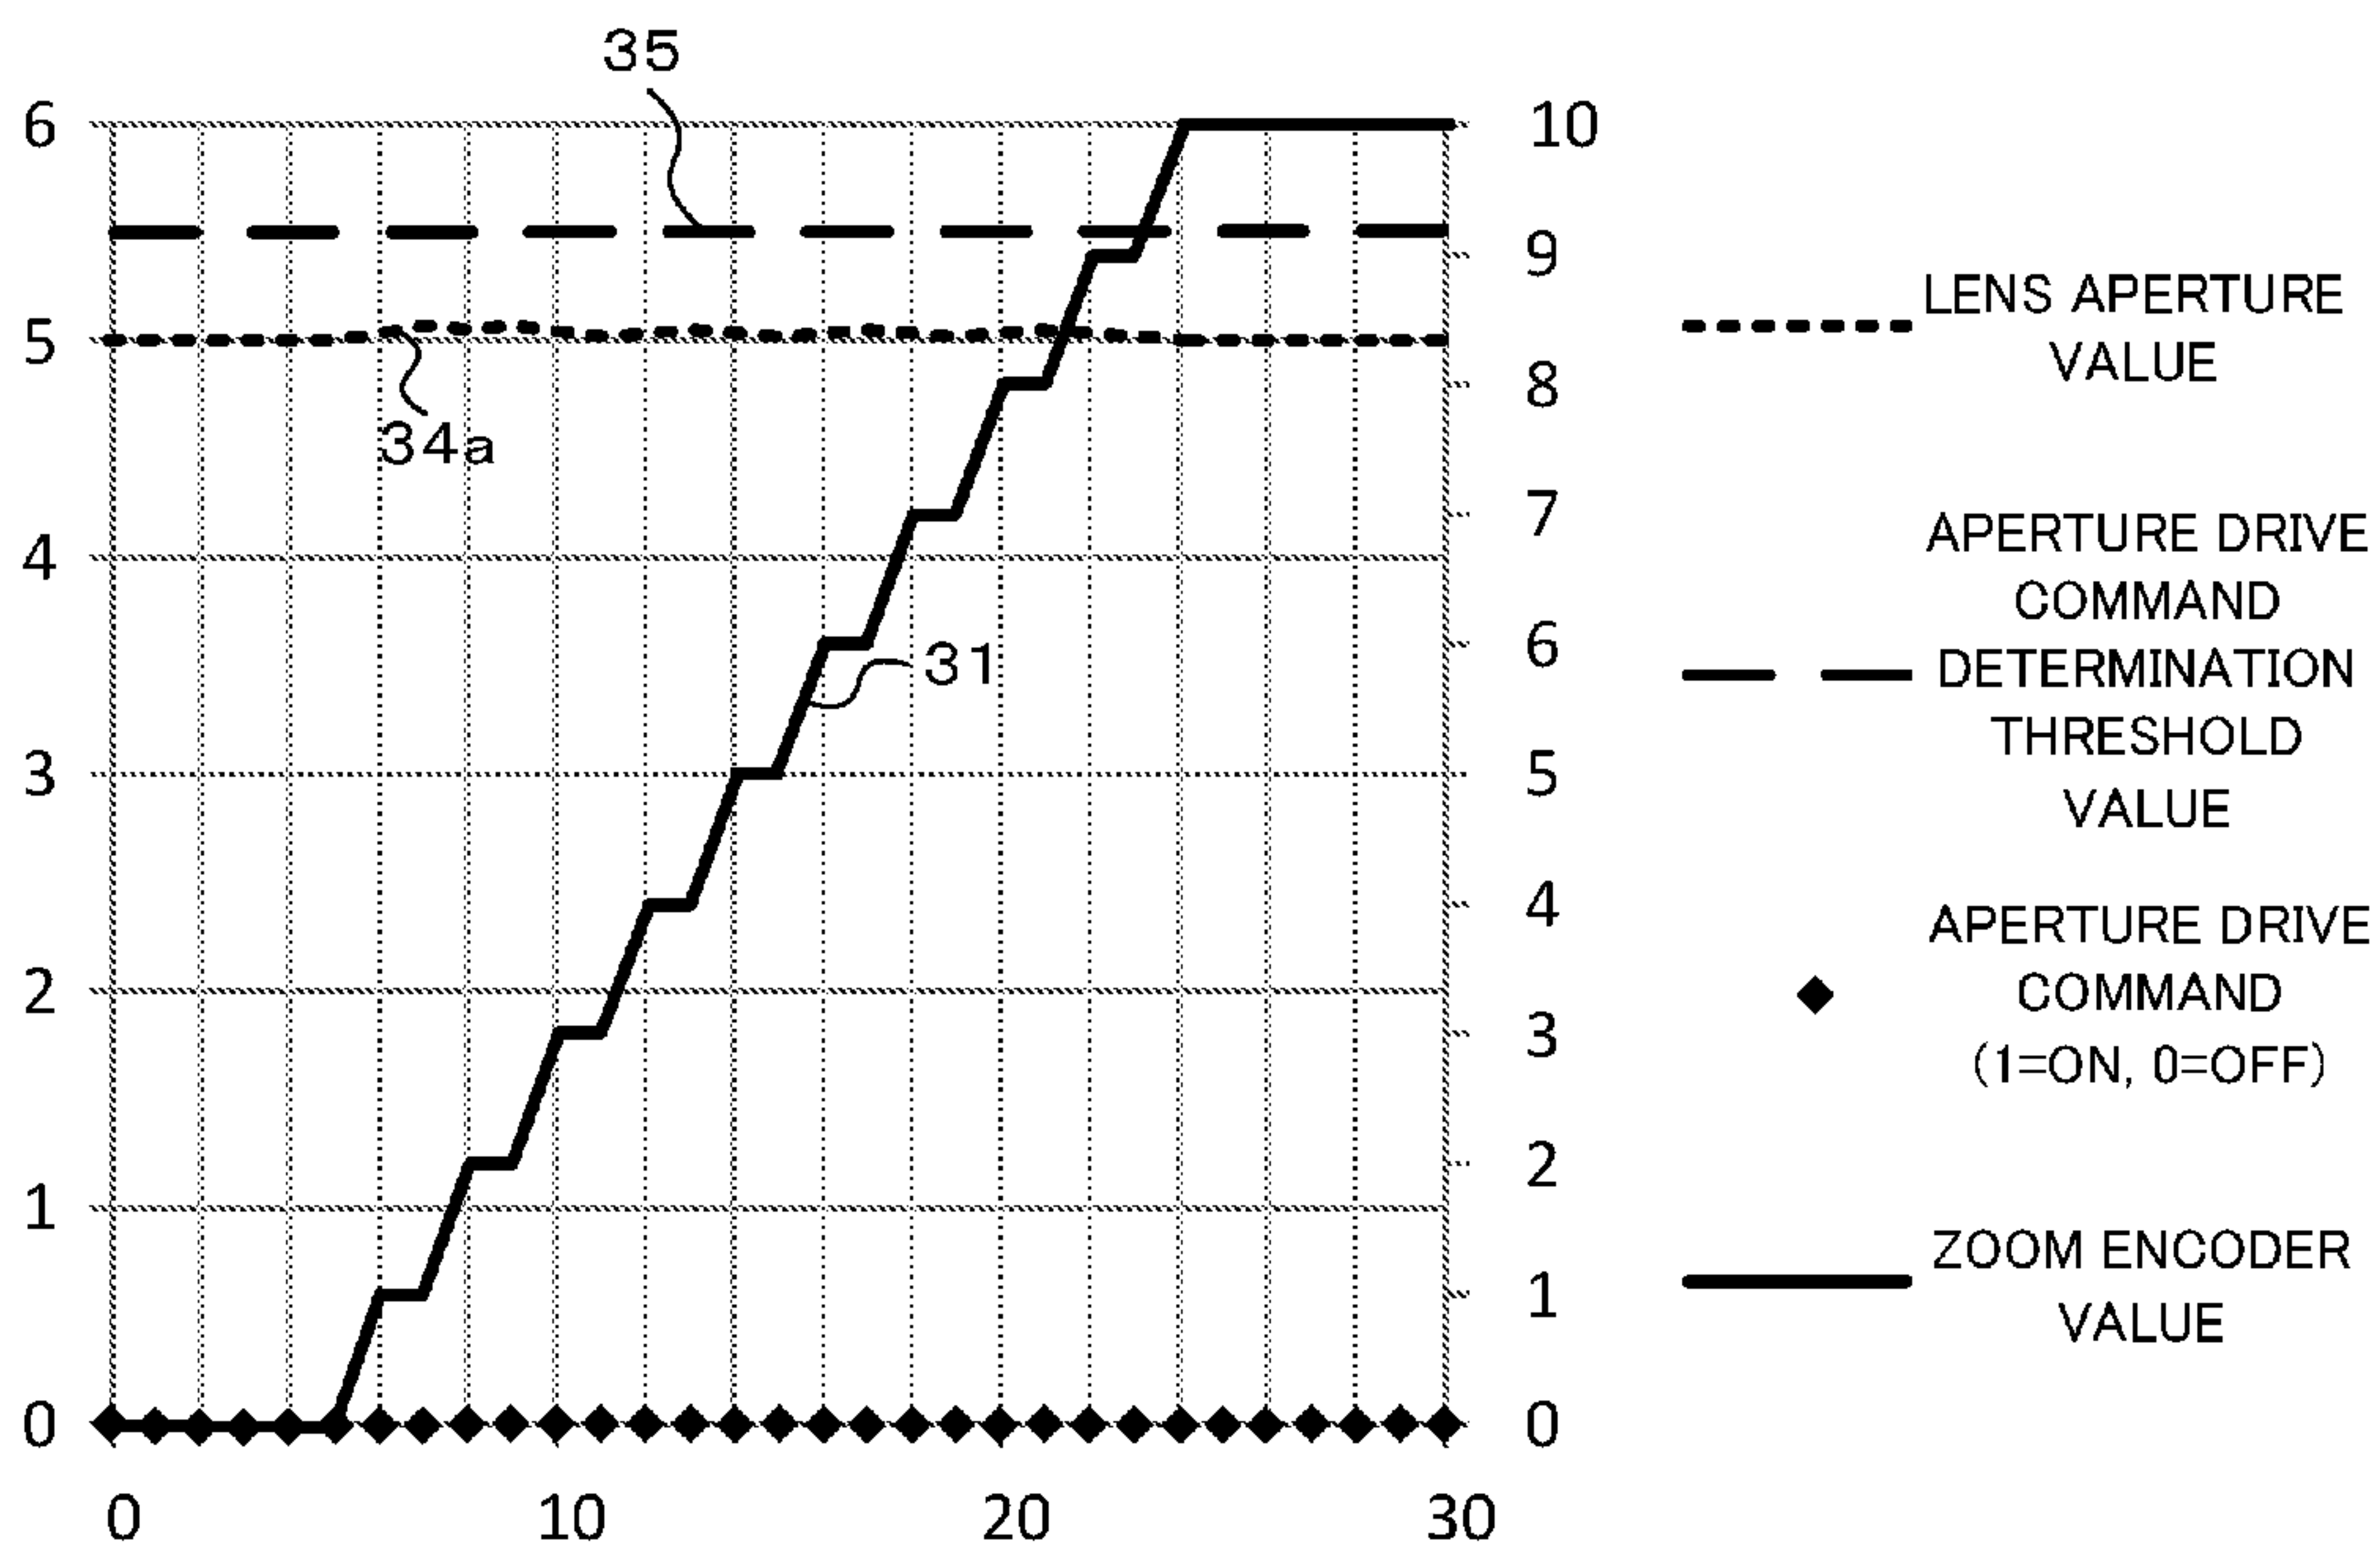 35
6
5
4
3
2
1
0
34a
31
10
9
8
7
6
5
4
3
2
1
0
0 10 20 30
LENS APERTURE
VALUE
APERTURE DRIVE
COMMAND
DETERMINATION
THRESHOLD
VALUE
APERTURE DRIVE
COMMAND
(1=ON, 0=OFF)
ZOOM ENCODER
VALUE